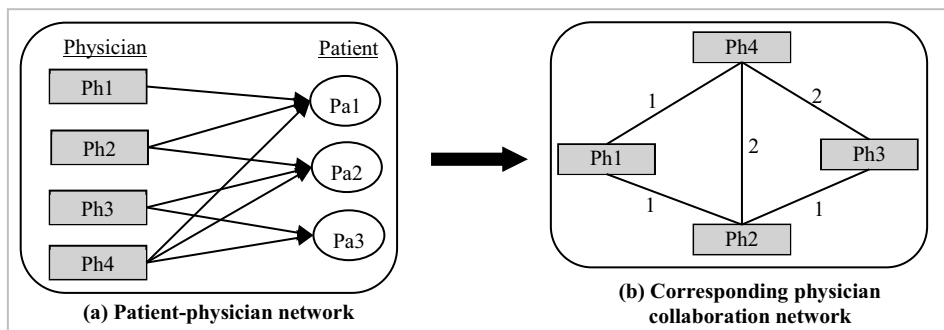 Physician
Patient
Ph1
Ph2
Ph3
Ph4
Pa1
Pa2
Pa3
(a) Patient-physician network
Ph4
1
2
Ph1
2
Ph3
1
1
Ph2
(b) Corresponding physician
collaboration network